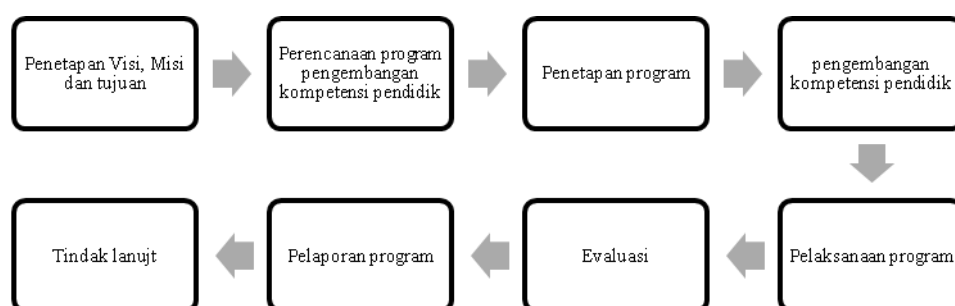 Penetapan Visi, Misi
dan tujuan
Perencanaan program
pengembangan
kompetensi pendidik
Penetapan program
pengembangan
kompetensi pendidik
Pelaksanaan program
Evaluasi
Pelaporan program
Tindak lanujt